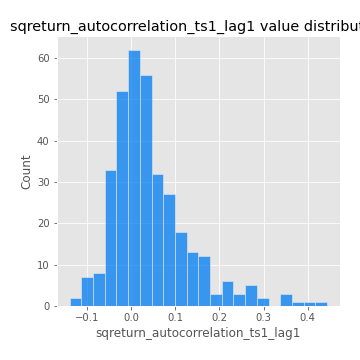 sqreturn_autocorrelation_ts1_lag1 value distribut
60
50
40
30
20
10
0
Count
−0.1 0.0 0.1 0.2 0.3 0.4
sqreturn_autocorrelation_ts1_lag1